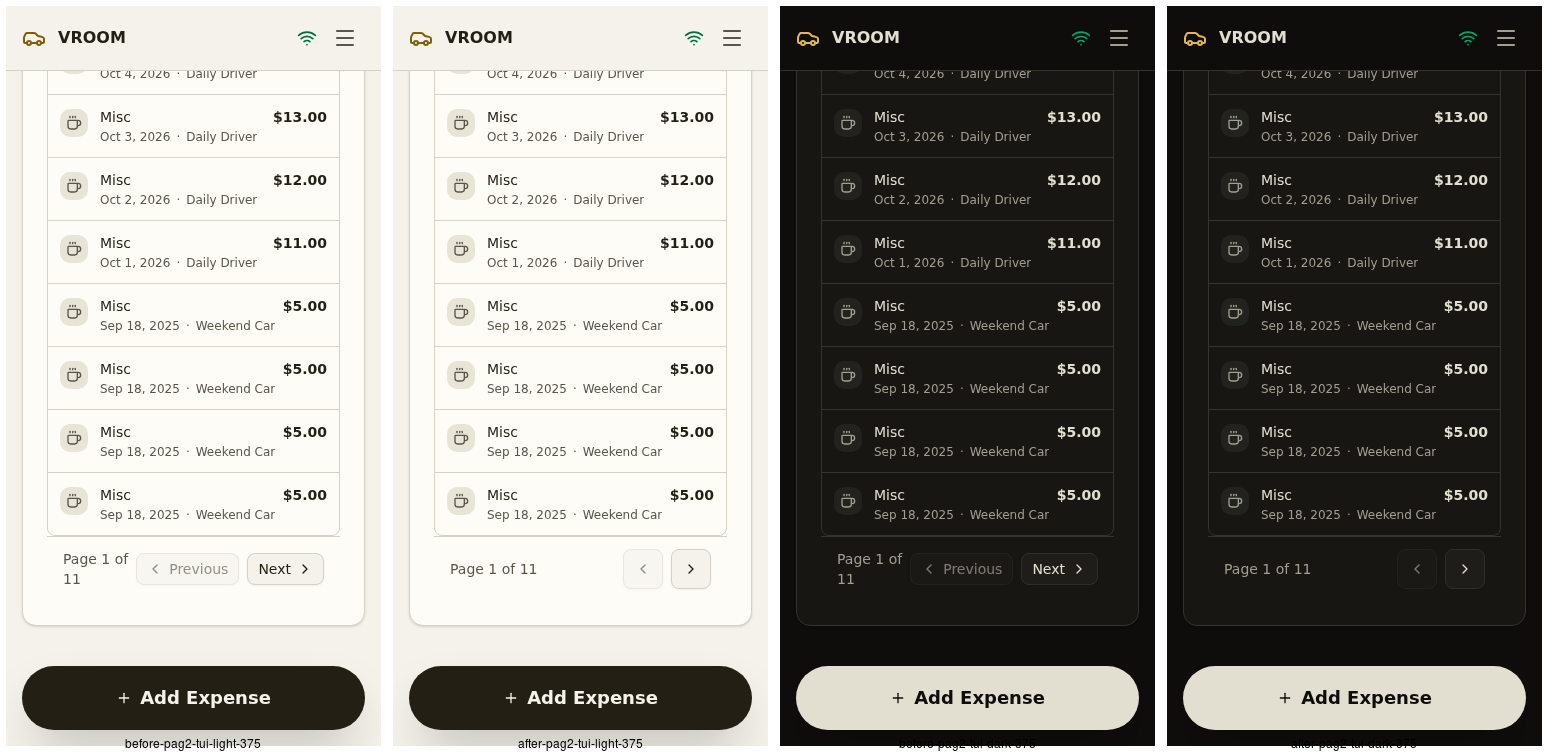 VROOM
Oct 4, 2026 · Daily Driver
Misc $13.00
Oct 3, 2026 · Daily Driver
Misc $12.00
Oct 2, 2026 · Daily Driver
Misc $11.00
Oct 1, 2026 · Daily Driver
Misc $5.00
Sep 18, 2025 · Weekend Car
Misc $5.00
Sep 18, 2025 · Weekend Car
Misc $5.00
Sep 18, 2025 · Weekend Car
Misc $5.00
Sep 18, 2025 · Weekend Car
Page 1 of
11
Previous Next
+ Add Expense
before-pag2-tui-light-375
VROOM
Oct 4, 2026 · Daily Driver
Misc $13.00
Oct 3, 2026 · Daily Driver
Misc $12.00
Oct 2, 2026 · Daily Driver
Misc $11.00
Oct 1, 2026 · Daily Driver
Misc $5.00
Sep 18, 2025 · Weekend Car
Misc $5.00
Sep 18, 2025 · Weekend Car
Misc $5.00
Sep 18, 2025 · Weekend Car
Misc $5.00
Sep 18, 2025 · Weekend Car
Page 1 of 11
+ Add Expense
after-pag2-tui-light-375
VROOM
Oct 4, 2026 · Daily Driver
Misc $13.00
Oct 3, 2026 · Daily Driver
Misc $12.00
Oct 2, 2026 · Daily Driver
Misc $11.00
Oct 1, 2026 · Daily Driver
Misc $5.00
Sep 18, 2025 · Weekend Car
Misc $5.00
Sep 18, 2025 · Weekend Car
Misc $5.00
Sep 18, 2025 · Weekend Car
Misc $5.00
Sep 18, 2025 · Weekend Car
Page 1 of
11
Previous Next
+ Add Expense
before-pag2-tui-dark-375
VROOM
Oct 4, 2026 · Daily Driver
Misc $13.00
Oct 3, 2026 · Daily Driver
Misc $12.00
Oct 2, 2026 · Daily Driver
Misc $11.00
Oct 1, 2026 · Daily Driver
Misc $5.00
Sep 18, 2025 · Weekend Car
Misc $5.00
Sep 18, 2025 · Weekend Car
Misc $5.00
Sep 18, 2025 · Weekend Car
Misc $5.00
Sep 18, 2025 · Weekend Car
Page 1 of 11
+ Add Expense
after-pag2-tui-dark-375